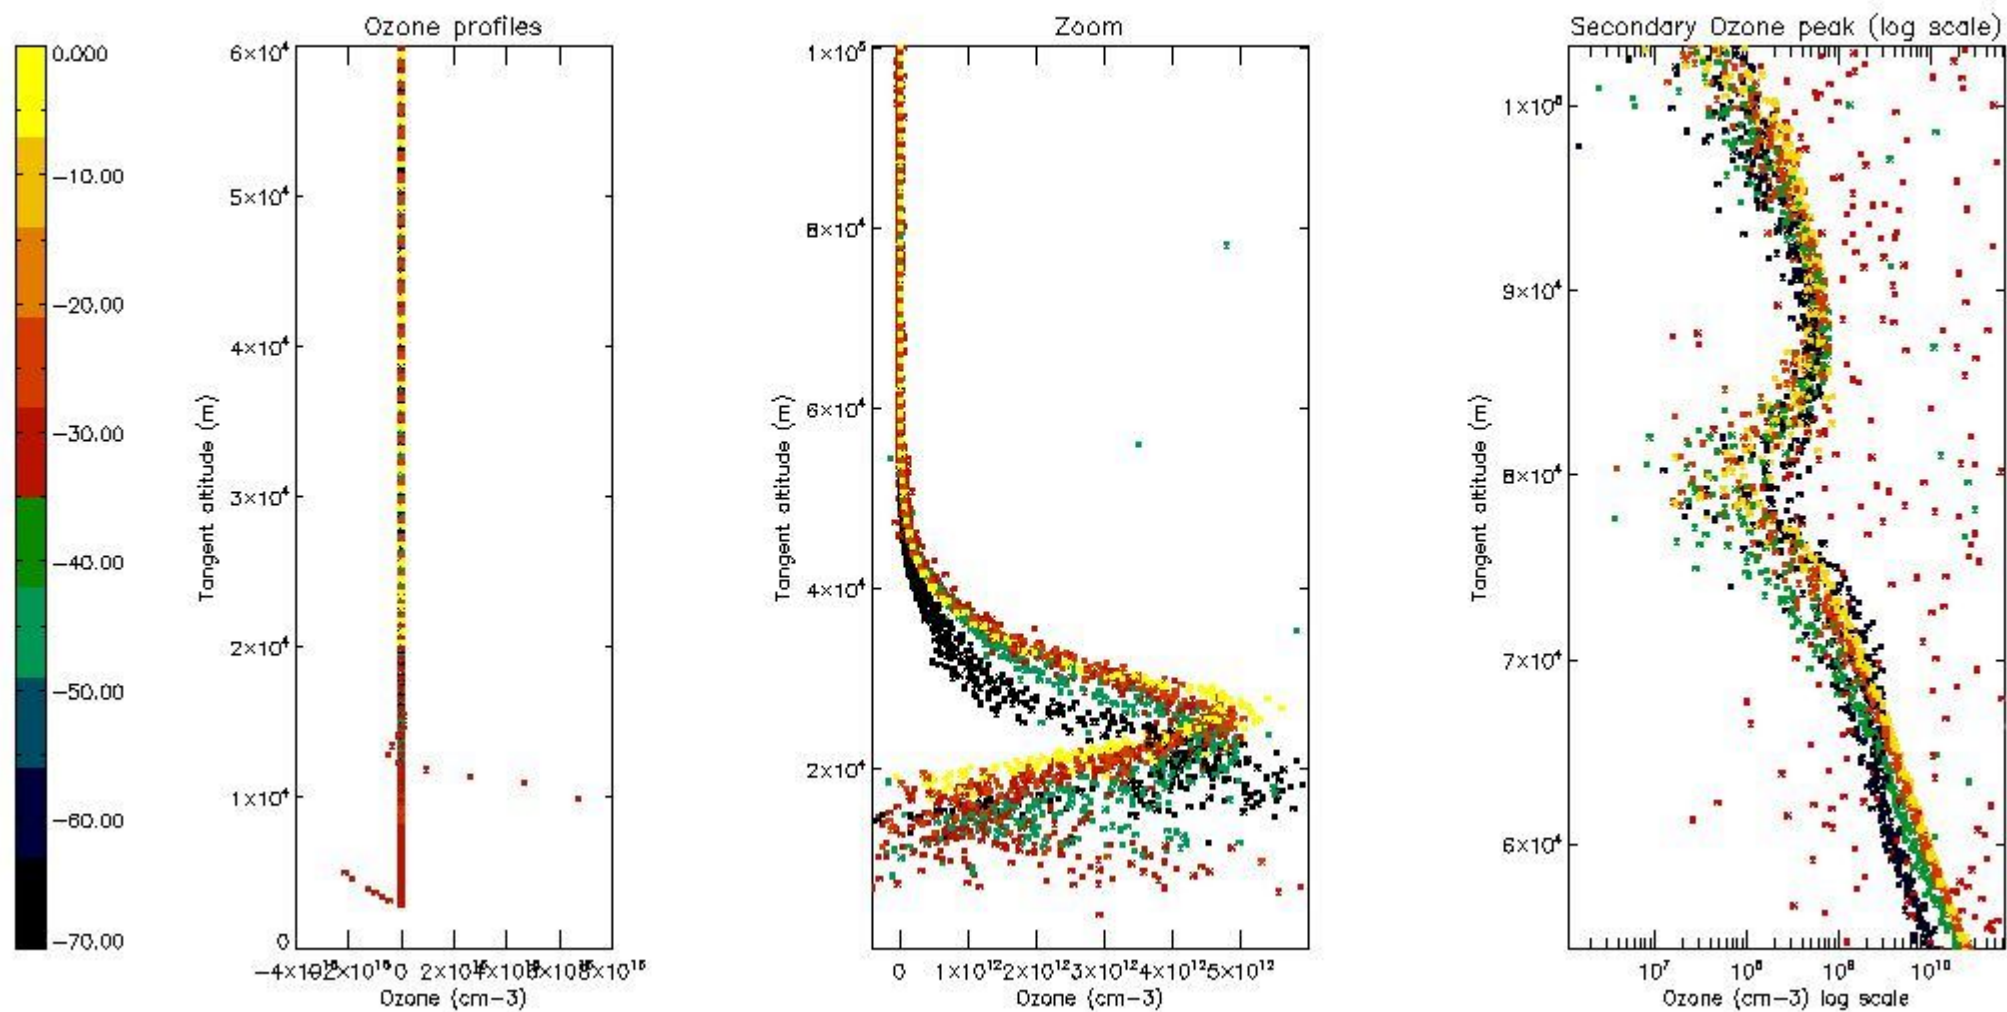 Ozone profiles
Zoom
Secondary Ozone peak (log scale)
0.000
−10.00
−20.00
−30.00
−40.00
−50.00
−60.00
−70.00
6×10⁴
5×10⁴
4×10⁴
3×10⁴
2×10⁴
1×10⁴
0
Tangent altitude (m)
Ozone (cm−3)
1×10⁵
8×10⁴
6×10⁴
4×10⁴
2×10⁴
Tangent altitude (m)
0 1×10¹² 2×10¹² 3×10¹² 4×10¹² 5×10¹²
Ozone (cm−3)
9×10⁴
8×10⁴
7×10⁴
6×10⁴
Tangent altitude (m)
10⁷ 10⁸ 10⁹ 10¹⁰
Ozone (cm−3) log scale